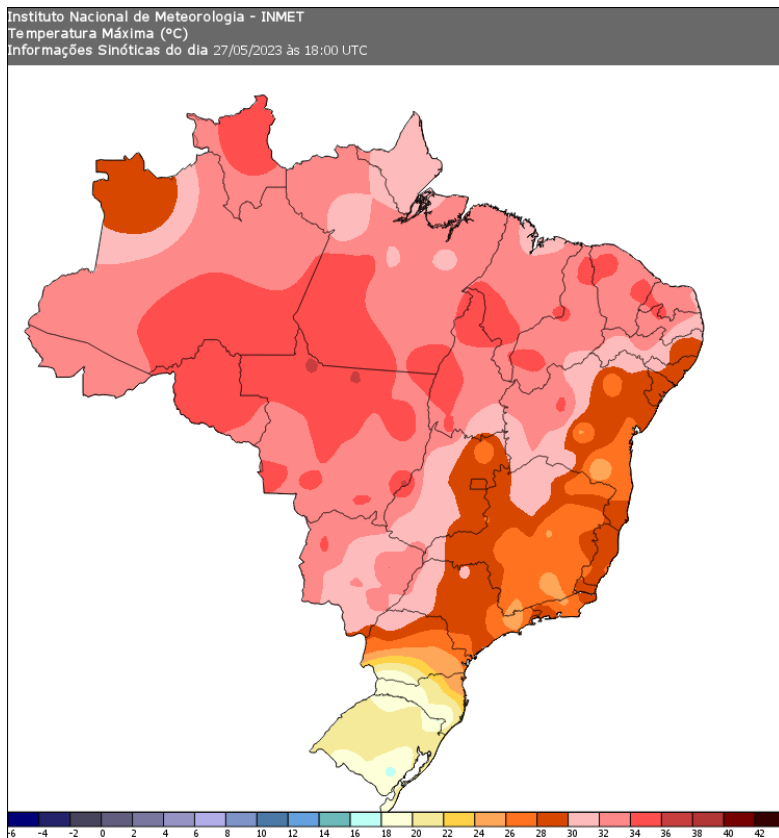 Instituto Nacional de Meteorologia - INMET
Temperatura Máxima (°C)
Informações Sinóticas do dia 27/05/2023 às 18:00 UTC
-6 -4 -2 0 2 4 6 8 10 12 14 16 18 20 22 24 26 28 30 32 34 36 38 40 42